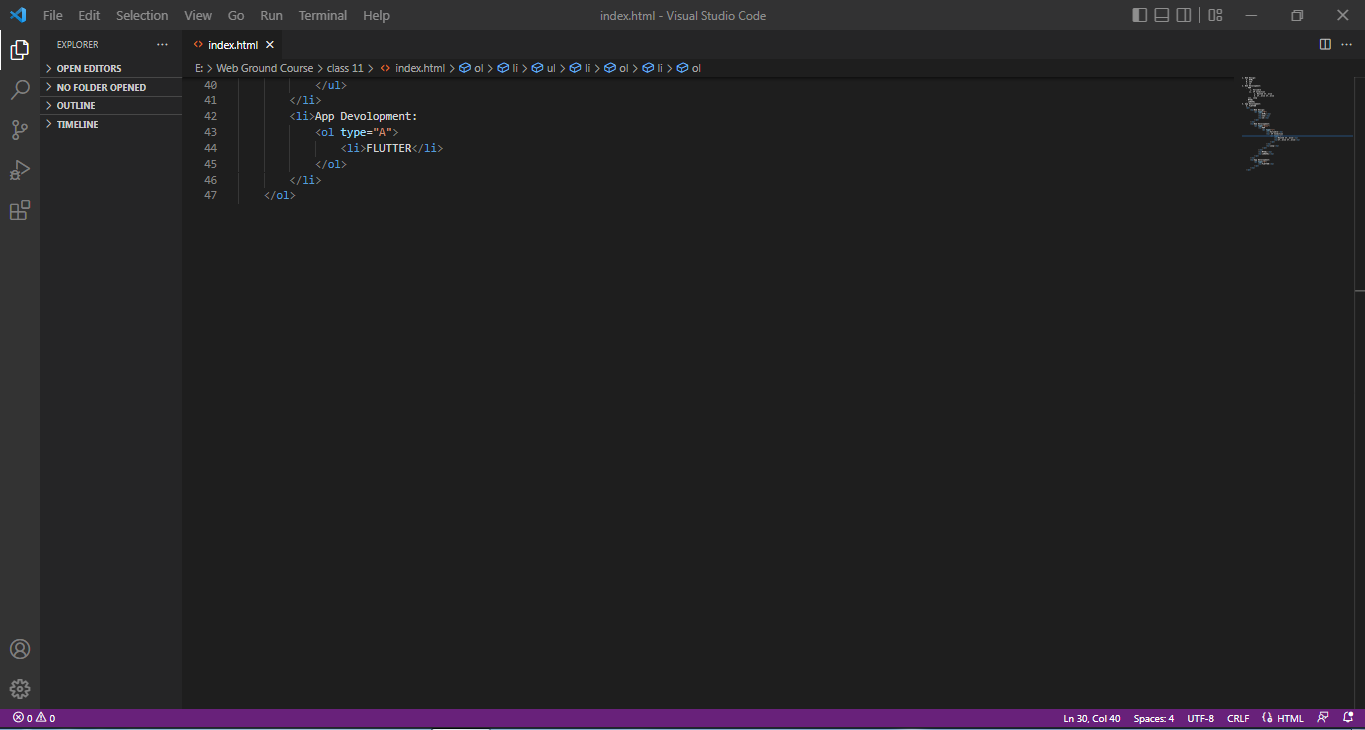 File Edit Selection View Go Run Terminal Help
index.html - Visual Studio Code
EXPLORER
index.html
OPEN EDITORS
NO FOLDER OPENED
OUTLINE
TIMELINE
E: > Web Ground Course > class 11 > index.html > ol > li > ul > li > ol > li > ol
40 </ul>
41 </li>
42 <li>App Devolopment:
43 <ol type="A">
44 <li>FLUTTER</li>
45 </ol>
46 </li>
47 </ol>
0 0
Ln 30, Col 40 Spaces: 4 UTF-8 CRLF HTML